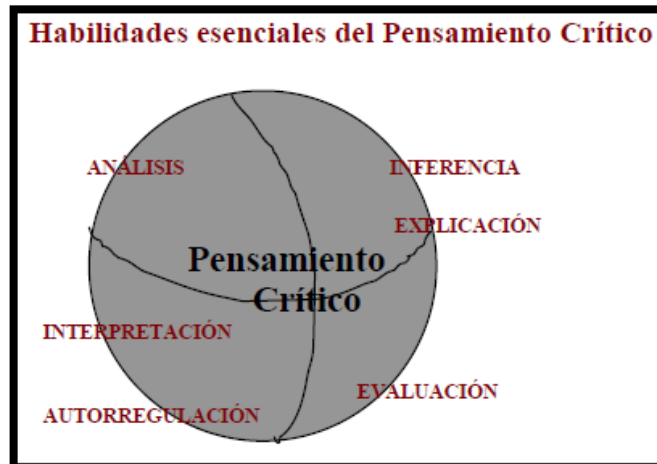 Habilidades esenciales del Pensamiento Crítico
ANÁLISIS
INFERENCIA
EXPLICACIÓN
Pensamiento
Crítico
INTERPRETACIÓN
EVALUACIÓN
AUTORREGULACIÓN